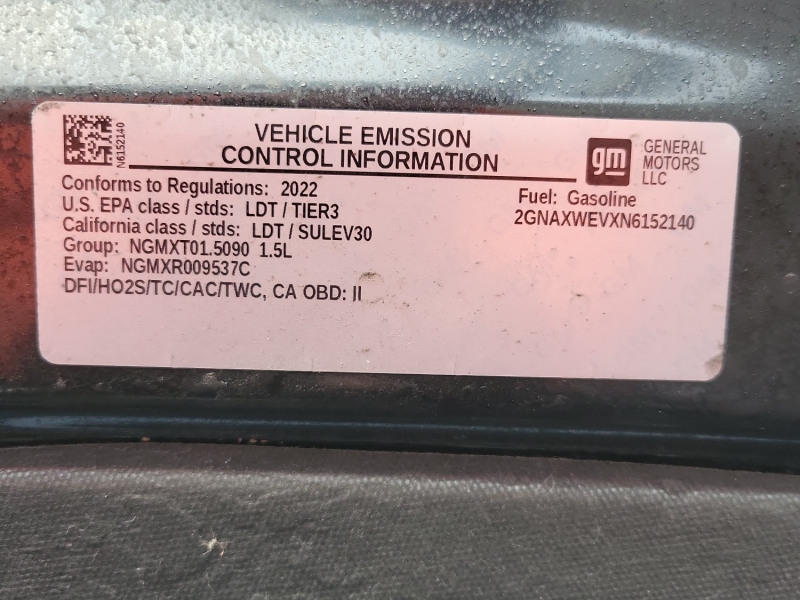 N6152140
VEHICLE EMISSION
CONTROL INFORMATION
gm
GENERAL
MOTORS
LLC
Conforms to Regulations: 2022
U.S. EPA class / stds: LDT / TIER3
California class / stds: LDT / SULEV30
Group: NGMXT01.5090 1.5L
Evap: NGMXR009537C
DFI/HO2S/TC/CAC/TWC, CA OBD: II
Fuel: Gasoline
2GNAXWEVXN6152140